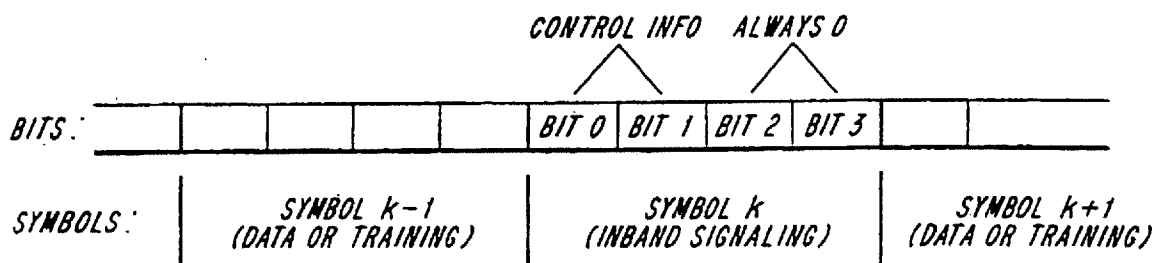 CONTROL INFO ALWAYS 0
BITS: BIT 0 BIT 1 BIT 2 BIT 3
SYMBOLS: SYMBOL k-1 SYMBOL k SYMBOL k+1
(DATA OR TRAINING) (INBAND SIGNALING) (DATA OR TRAINING)